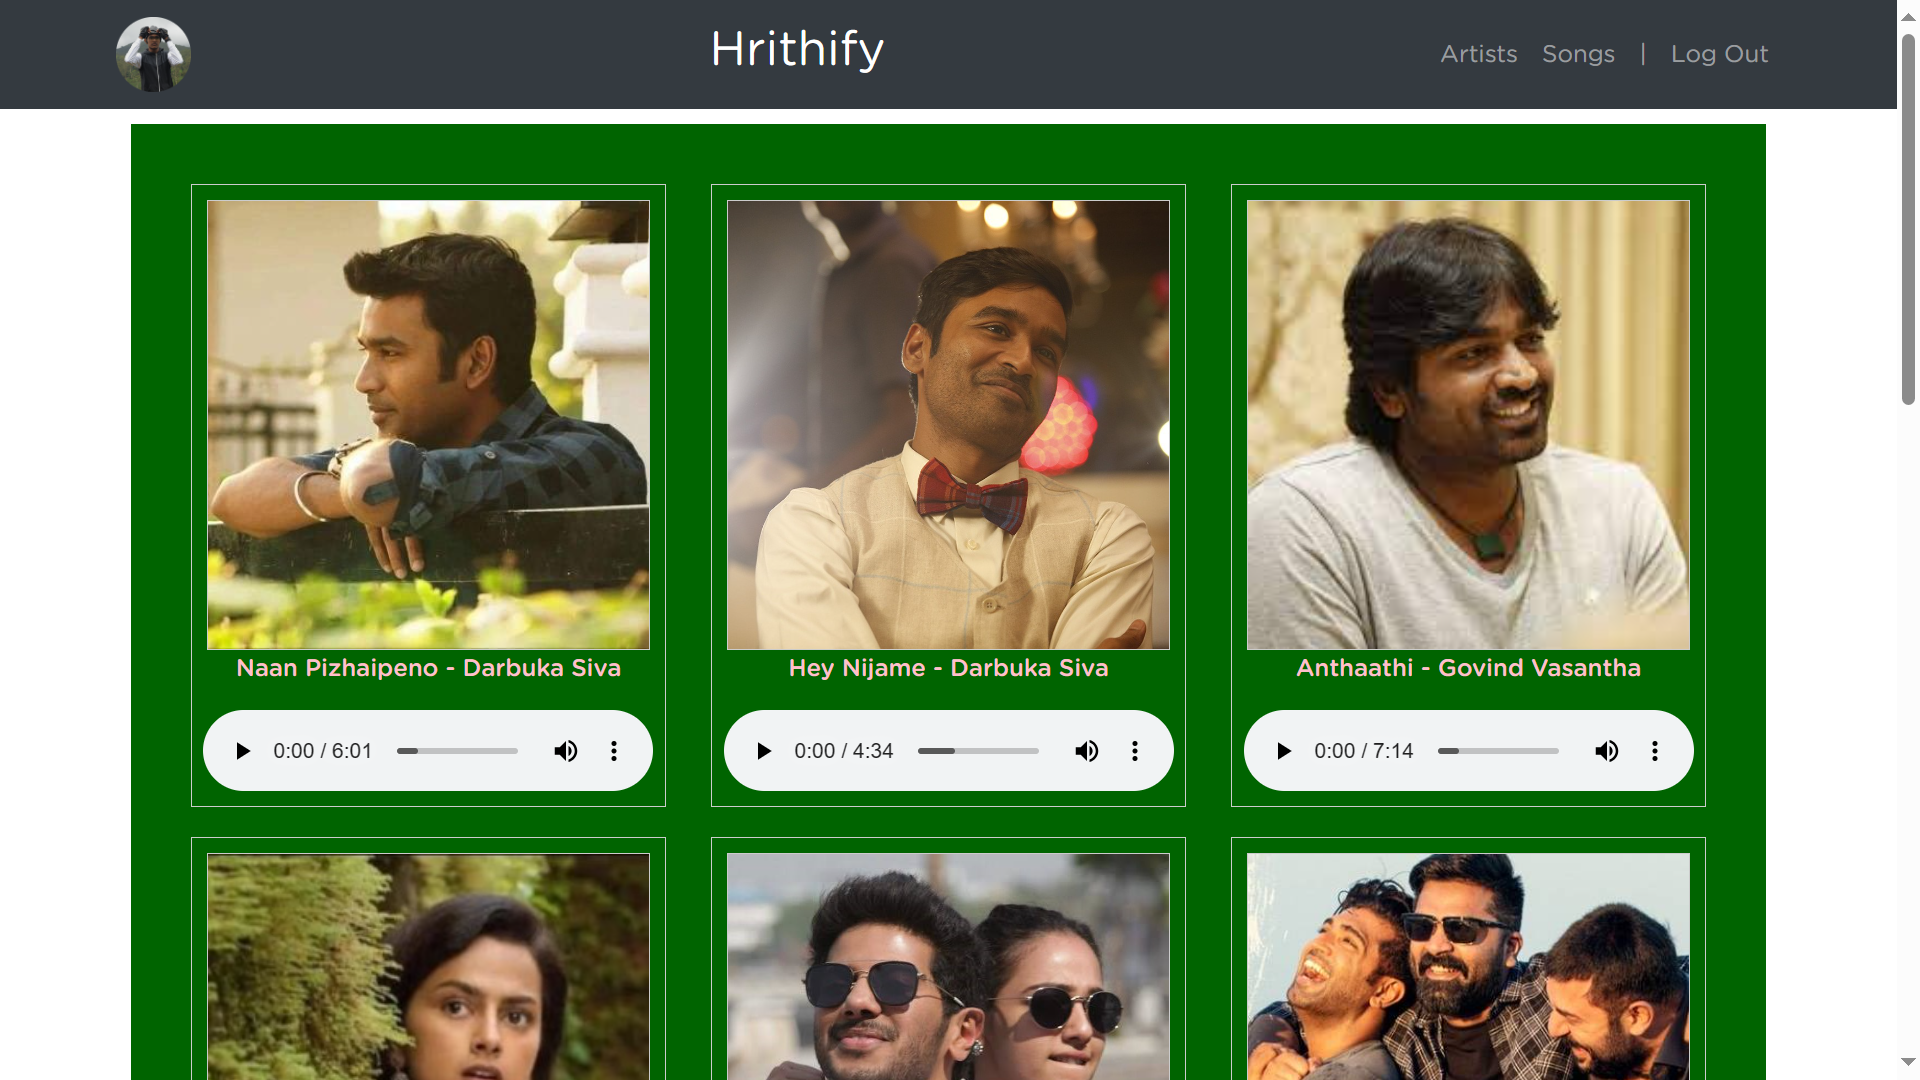 Hrithify
Artists Songs | Log Out
Naan Pizhaipeno - Darbuka Siva
Hey Nijame - Darbuka Siva
Anthaathi - Govind Vasantha
0:00 / 6:01
0:00 / 4:34
0:00 / 7:14